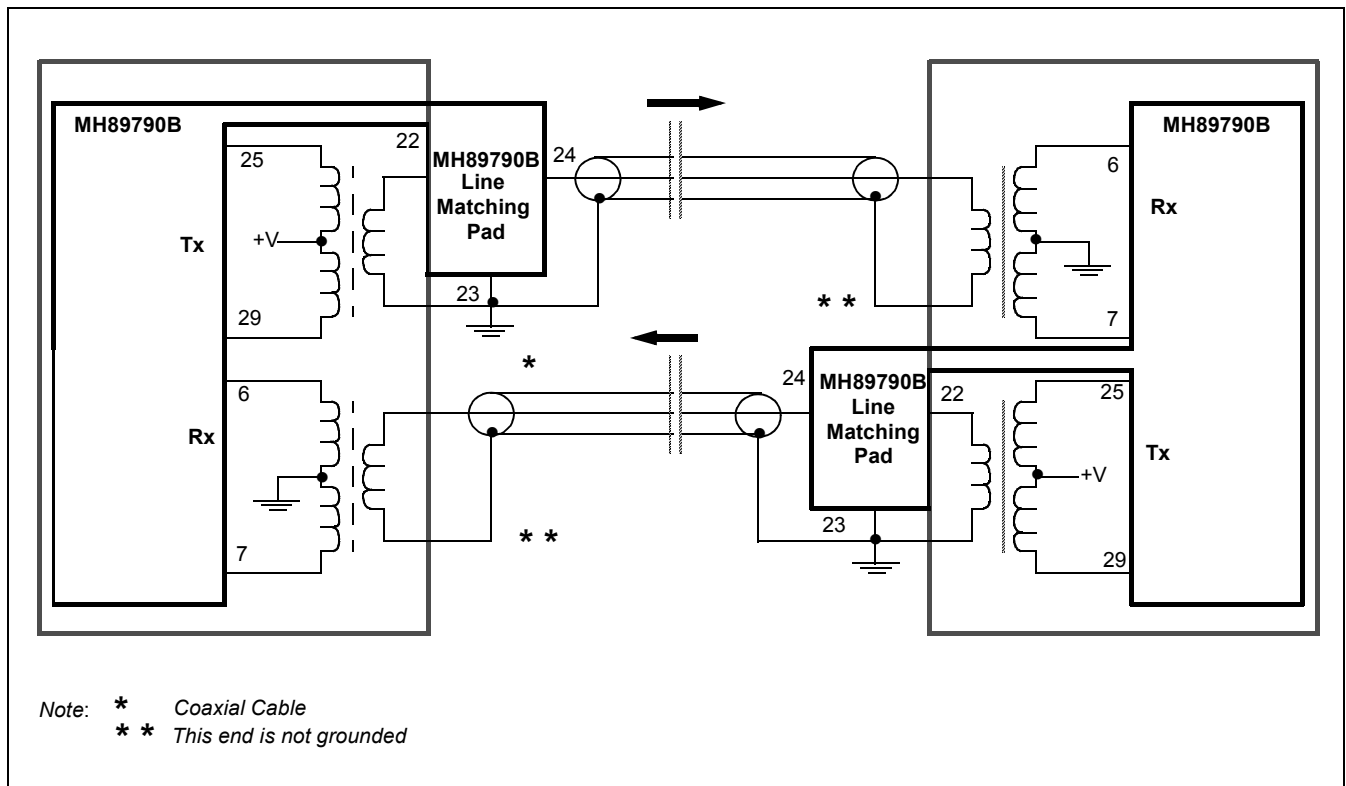 MH89790B
25
+V
Tx
29
6
Rx
7
22
MH89790B
Line
Matching
Pad
24
23
*
* *
* *
24
MH89790B
Line
Matching
Pad
22
23
MH89790B
6
Rx
7
25
Tx
+V
29
Note: * Coaxial Cable
* * This end is not grounded